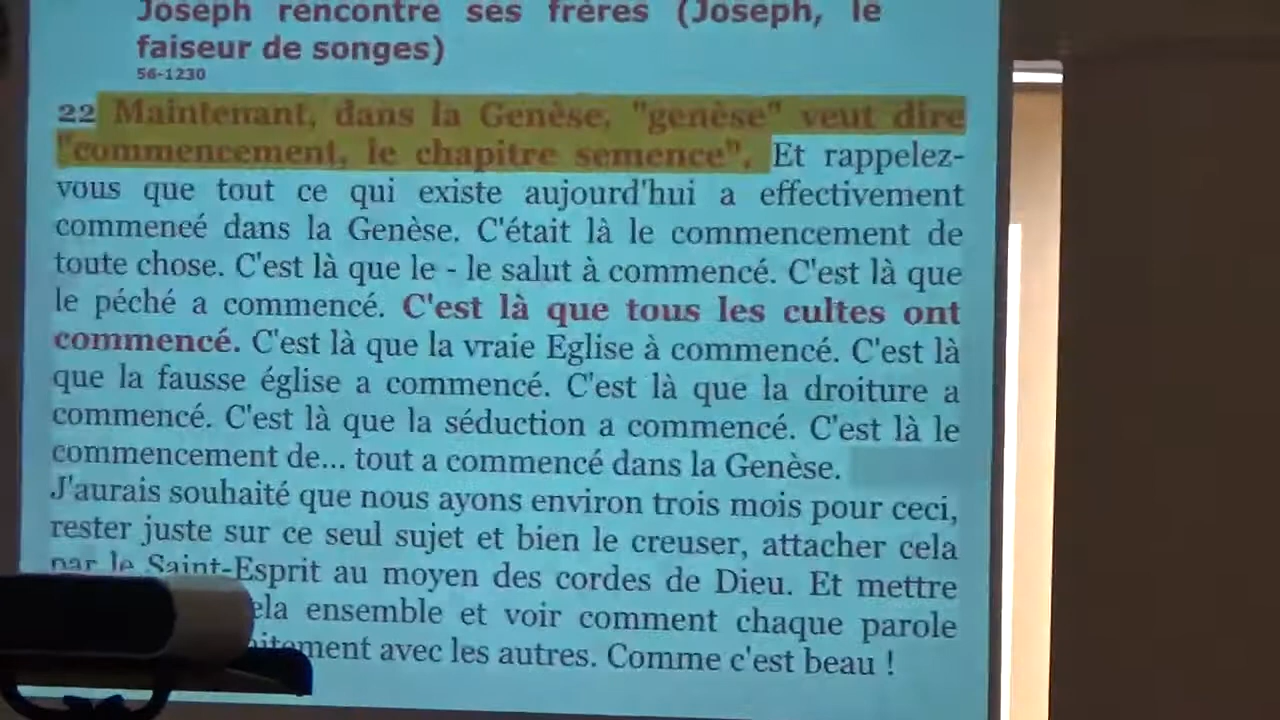 Joseph rencontre ses frères (Joseph, le
faiseur de songes)
56-1230
22 Maintenant, dans la Genèse, "genèse" veut dire
"commencement, le chapitre semence". Et rappelez-
vous que tout ce qui existe aujourd'hui a effectivement
commencé dans la Genèse. C'était là le commencement de
toute chose. C'est là que le - le salut à commencé. C'est là que
le péché a commencé. C'est là que tous les cultes ont
commencé. C'est là que la vraie Eglise à commencé. C'est là
que la fausse église a commencé. C'est là que la droiture a
commencé. C'est là que la séduction a commencé. C'est là le
commencement de... tout a commencé dans la Genèse.
J'aurais souhaité que nous ayons environ trois mois pour ceci,
rester juste sur ce seul sujet et bien le creuser, attacher cela
par le Saint-Esprit au moyen des cordes de Dieu. Et mettre
ensemble et voir comment chaque parole
avec les autres. Comme c'est beau !